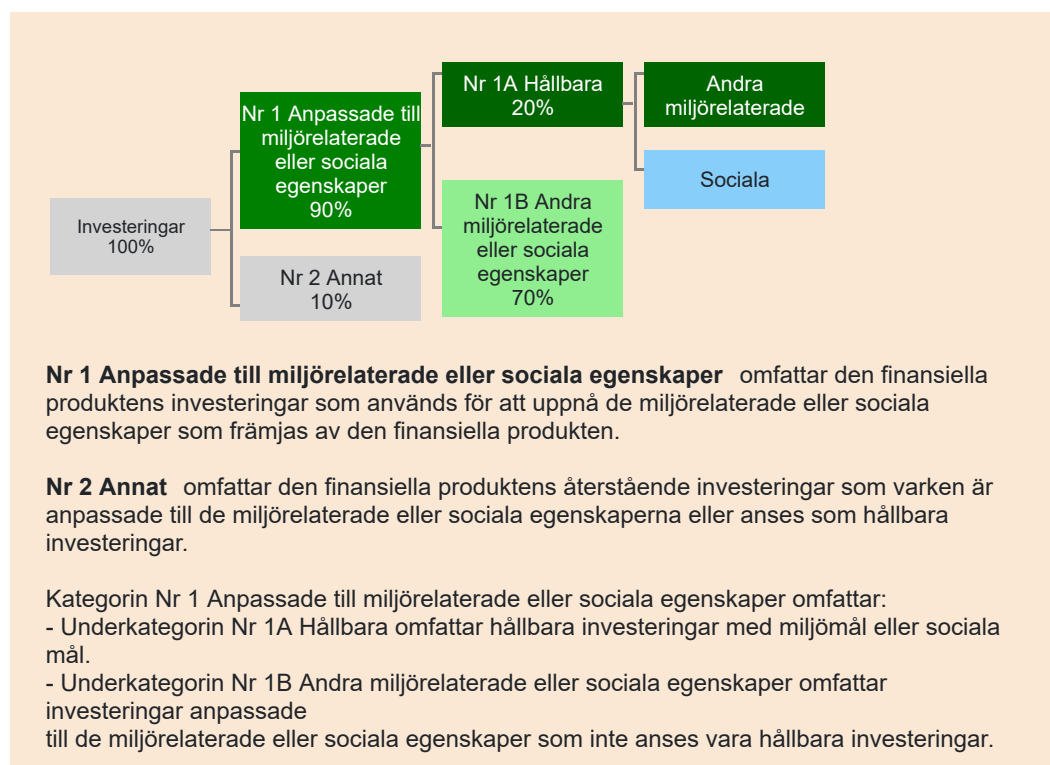 Investeringar
100%
Nr 1 Anpassade till
miljörelaterade
eller sociala
egenskaper
90%
Nr 2 Annat
10%
Nr 1A Hållbara
20%
Nr 1B Andra
miljörelaterade
eller sociala
egenskaper
70%
Andra
miljörelaterade
Sociala
Nr 1 Anpassade till miljörelaterade eller sociala egenskaper omfattar den finansiella
produktens investeringar som används för att uppnå de miljörelaterade eller sociala
egenskaper som främjas av den finansiella produkten.
Nr 2 Annat omfattar den finansiella produktens återstående investeringar som varken är
anpassade till de miljörelaterade eller sociala egenskaperna eller anses som hållbara
investeringar.
Kategorin Nr 1 Anpassade till miljörelaterade eller sociala egenskaper omfattar:
- Underkategorin Nr 1A Hållbara omfattar hållbara investeringar med miljömål eller sociala
mål.
- Underkategorin Nr 1B Andra miljörelaterade eller sociala egenskaper omfattar
investeringar anpassade
till de miljörelaterade eller sociala egenskaper som inte anses vara hållbara investeringar.